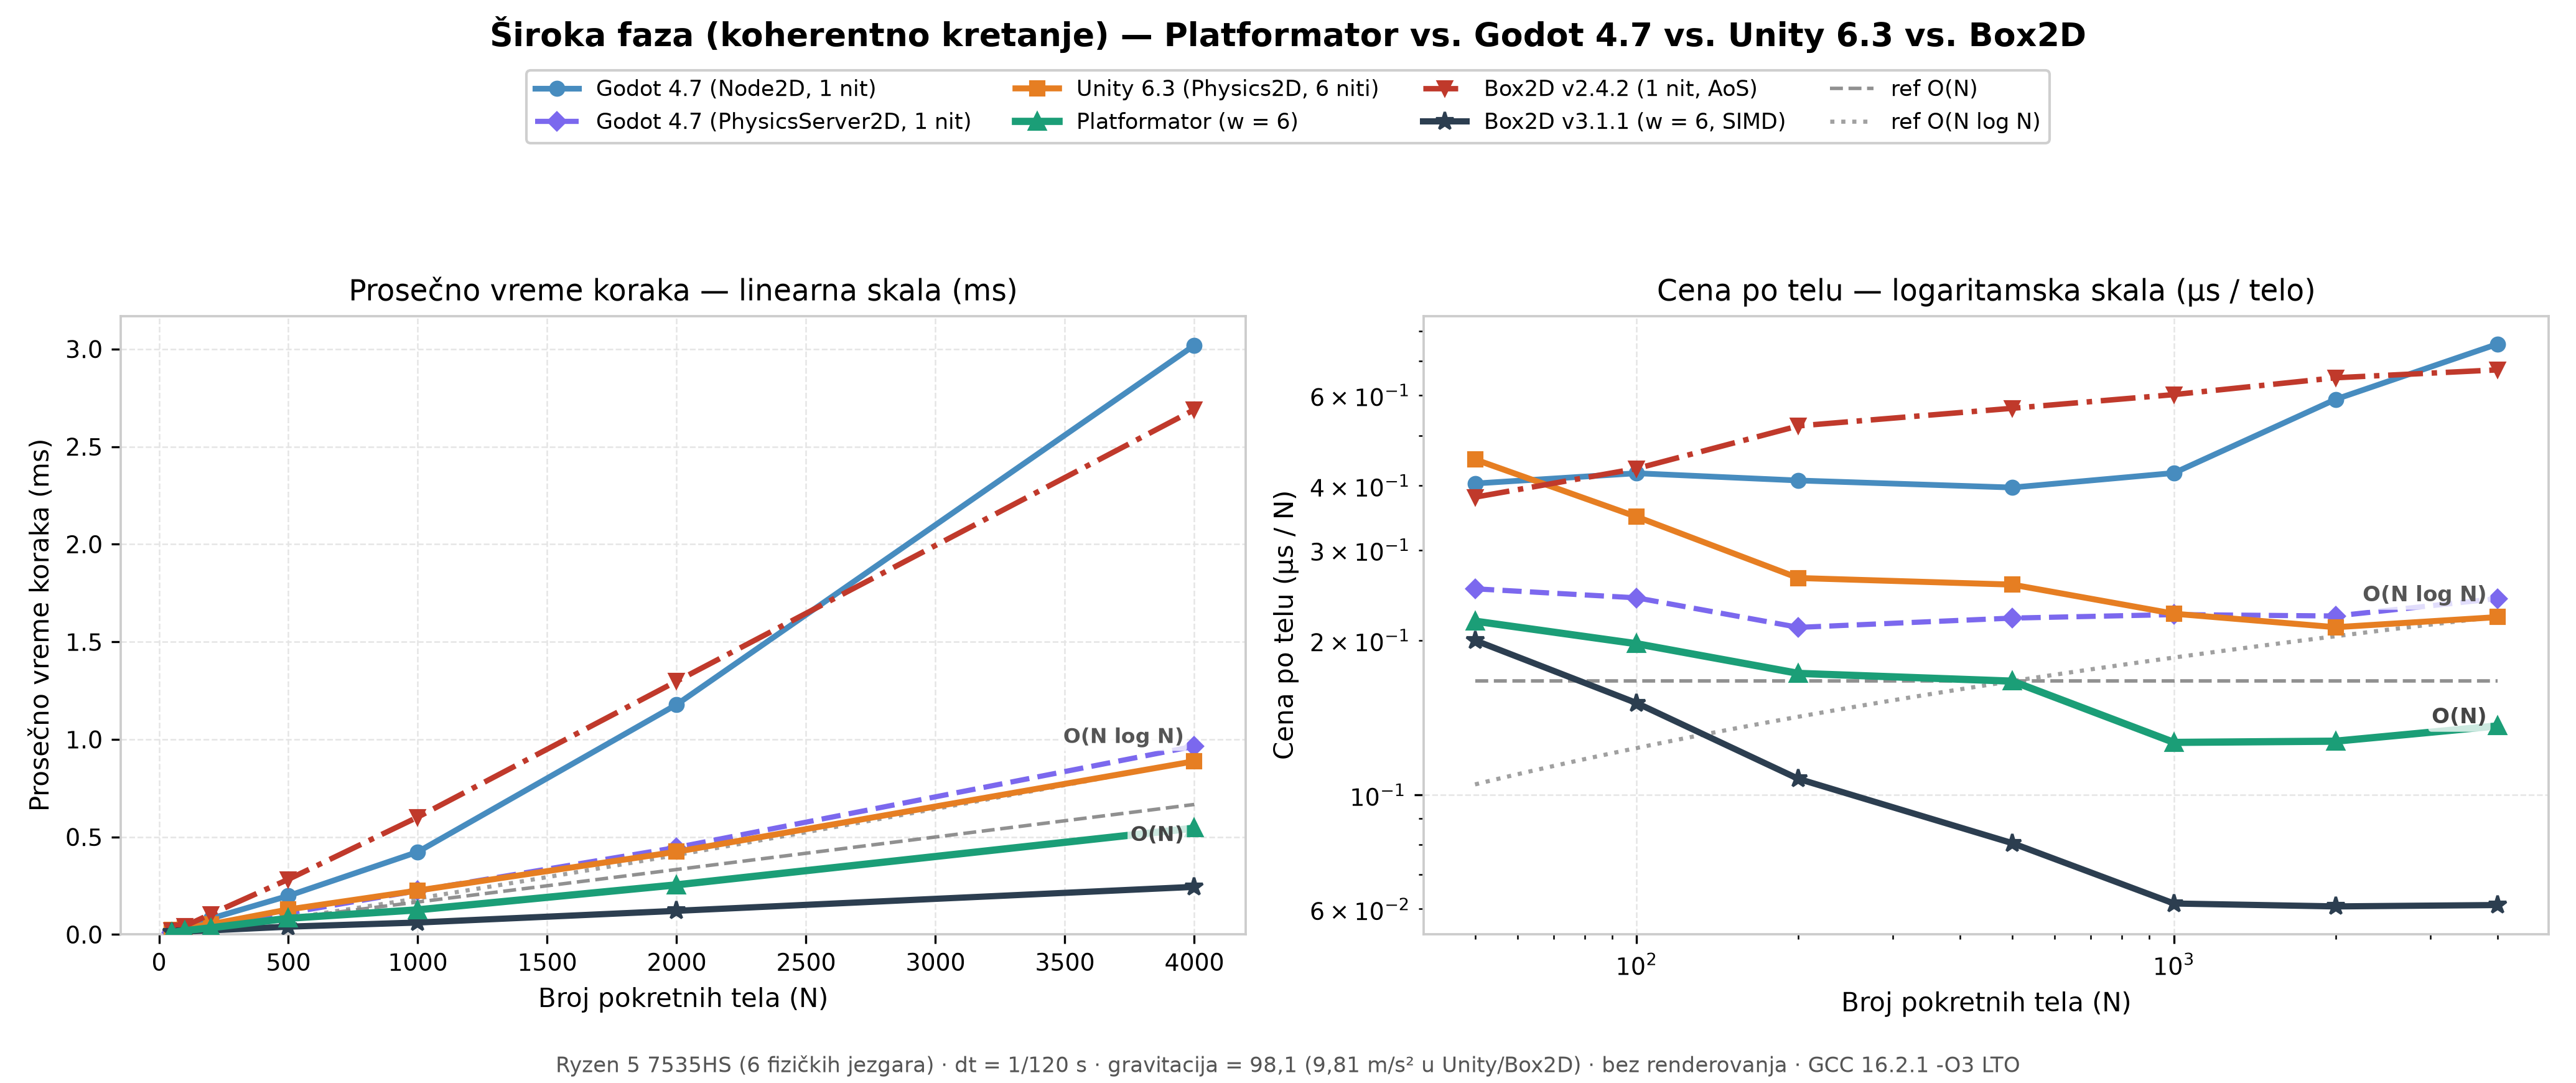 Široka faza (koherentno kretanje) — Platformator vs. Godot 4.7 vs. Unity 6.3 vs. Box2D
Godot 4.7 (Node2D, 1 nit)
Godot 4.7 (PhysicsServer2D, 1 nit)
Unity 6.3 (Physics2D, 6 niti)
Platformator (w = 6)
Box2D v2.4.2 (1 nit, AoS)
Box2D v3.1.1 (w = 6, SIMD)
ref O(N)
ref O(N log N)
Prosečno vreme koraka — linearna skala (ms)
Prosečno vreme koraka (ms)
3.0
2.5
2.0
1.5
1.0
0.5
0.0
O(N log N)
O(N)
0 500 1000 1500 2000 2500 3000 3500 4000
Broj pokretnih tela (N)
Cena po telu — logaritamska skala (μs / telo)
Cena po telu (μs / N)
6 × 10⁻¹
4 × 10⁻¹
3 × 10⁻¹
2 × 10⁻¹
10⁻¹
6 × 10⁻²
O(N log N)
O(N)
10² 10³
Broj pokretnih tela (N)
Ryzen 5 7535HS (6 fizičkih jezgara) · dt = 1/120 s · gravitacija = 98,1 (9,81 m/s² u Unity/Box2D) · bez renderovanja · GCC 16.2.1 -O3 LTO